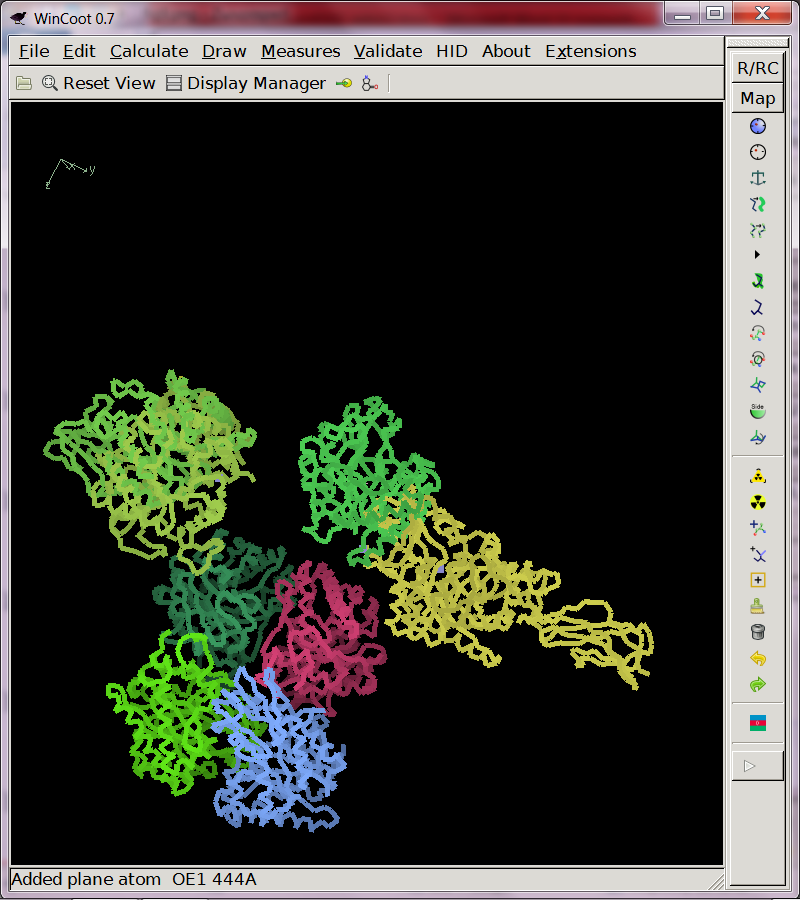 WinCoot 0.7
File Edit Calculate Draw Measures Validate HID About Extensions
R/RC
Reset View Display Manager
Map
y
z
Side
Added plane atom OE1 444A